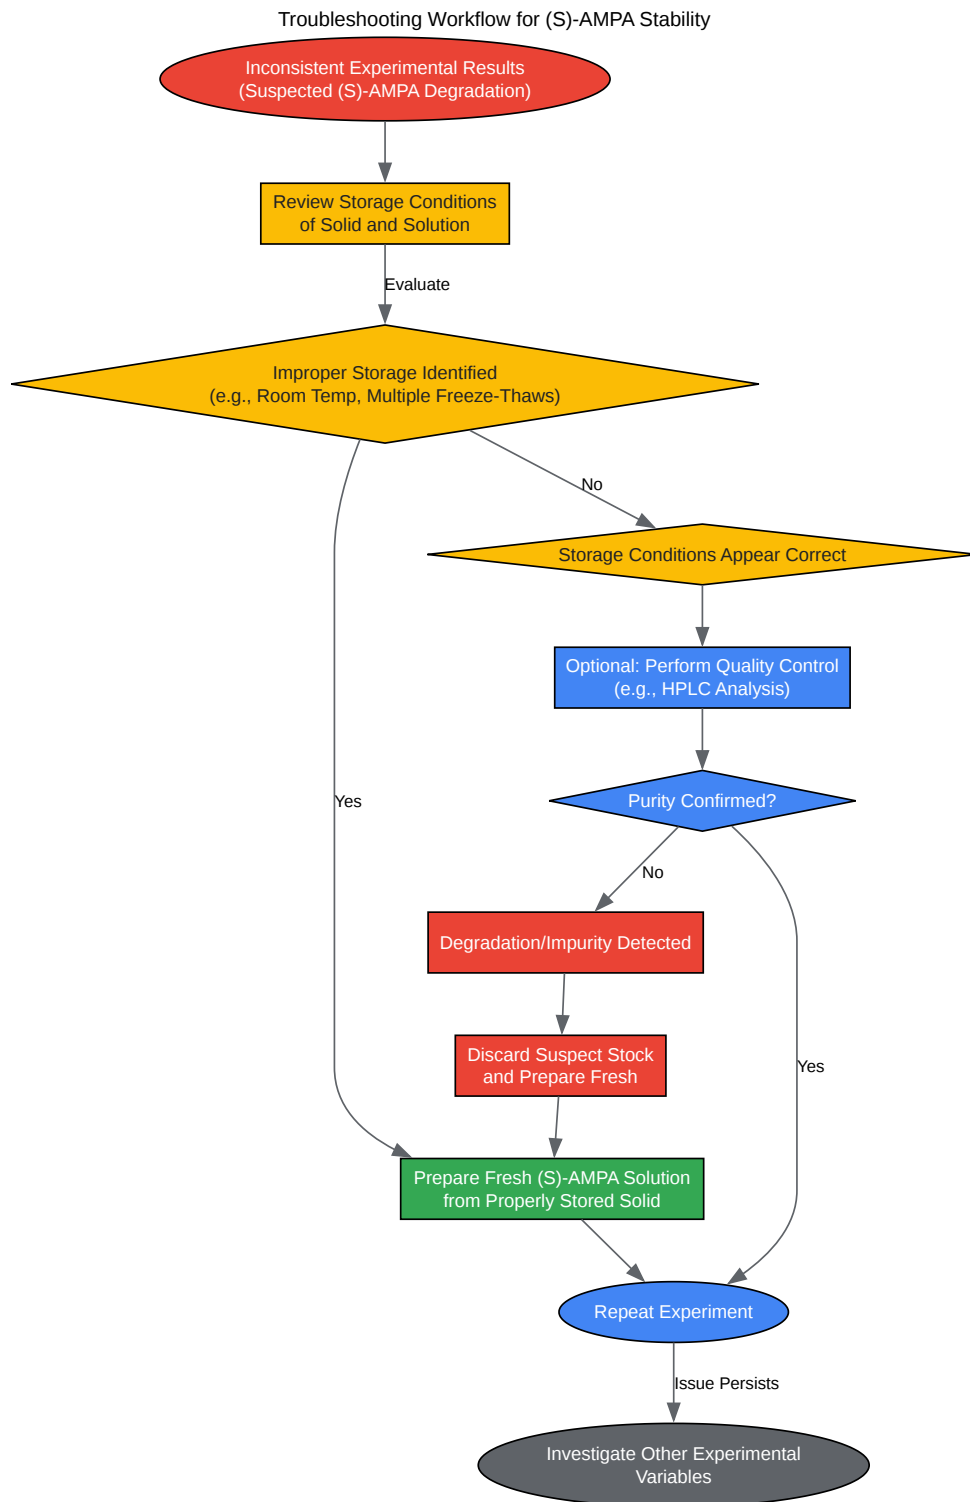 Troubleshooting Workflow for (S)-AMPA Stability
Inconsistent Experimental Results
(Suspected (S)-AMPA Degradation)
Review Storage Conditions
of Solid and Solution
Evaluate
Improper Storage Identified
(e.g., Room Temp, Multiple Freeze-Thaws)
No
Storage Conditions Appear Correct
Optional: Perform Quality Control
(e.g., HPLC Analysis)
Yes
Purity Confirmed?
No
Degradation/Impurity Detected
Discard Suspect Stock
and Prepare Fresh
Yes
Prepare Fresh (S)-AMPA Solution
from Properly Stored Solid
Repeat Experiment
Issue Persists
Investigate Other Experimental
Variables